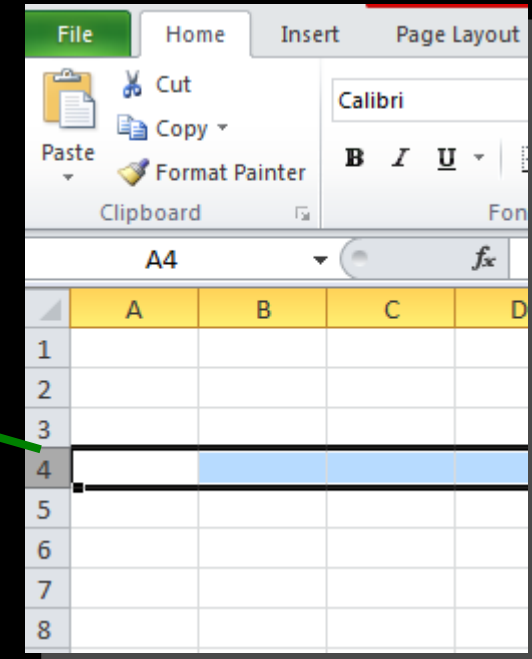 File Home Insert Page Layout
Cut
Copy
Paste
Format Painter
Calibri
B I U
Clipboard Fon
A4 fx
A B C D
1
2
3
4
5
6
7
8